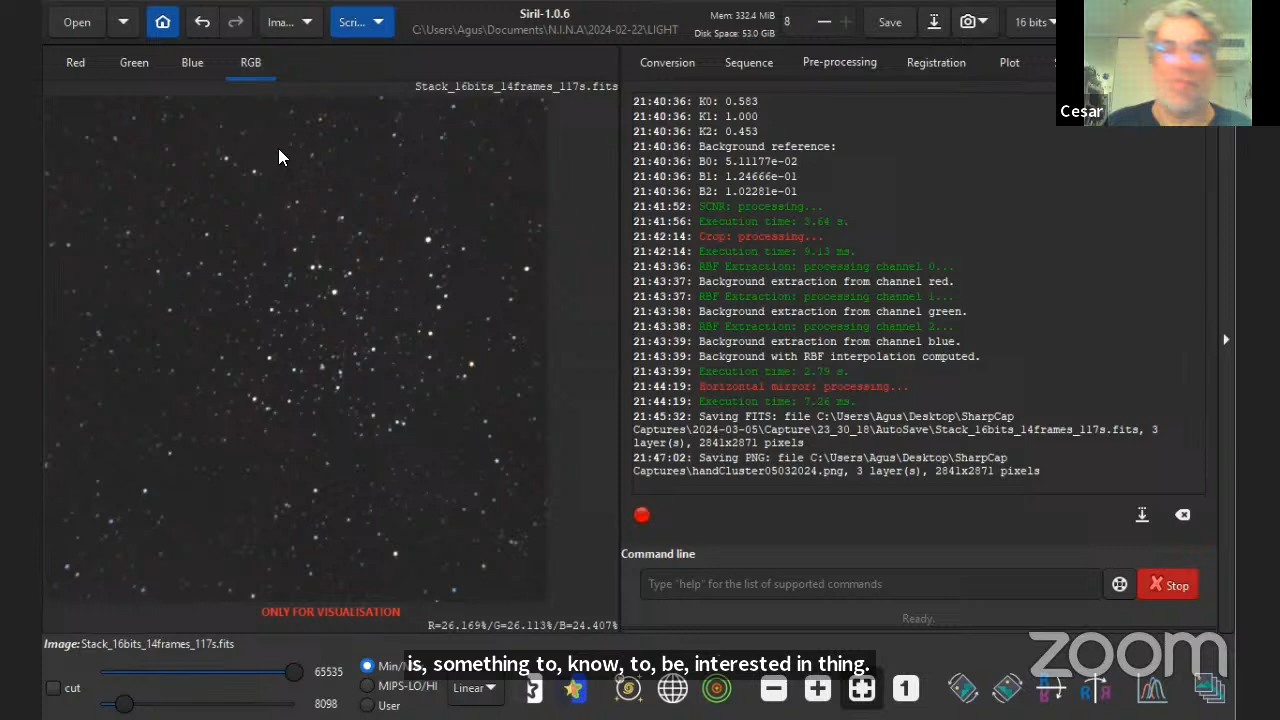 Open
Ima...
Scri...
Siril-1.0.6
C:\Users\Agus\Documents\N.I.N.A\2024-02-22\LIGHT
Mem: 332.4 MiB
Disk Space: 53.0 GiB
8
Save
16 bits
Red
Green
Blue
RGB
Conversion
Sequence
Pre-processing
Registration
Plot
Cesar
Stack_16bits_14frames_117s.fits
21:40:36: K0: 0.583
21:40:36: K1: 1.000
21:40:36: K2: 0.453
21:40:36: Background reference:
21:40:36: B0: 5.11177e-02
21:40:36: B1: 1.24666e-01
21:40:36: B2: 1.02281e-01
21:41:52: SCNR: processing...
21:41:56: Execution time: 3.64 s.
21:42:14: Crop: processing...
21:42:14: Execution time: 9.13 ms.
21:43:36: RBF Extraction: processing channel 0...
21:43:37: Background extraction from channel red.
21:43:37: RBF Extraction: processing channel 1...
21:43:38: Background extraction from channel green.
21:43:38: RBF Extraction: processing channel 2...
21:43:39: Background extraction from channel blue.
21:43:39: Background with RBF interpolation computed.
21:43:39: Execution time: 2.79 s.
21:44:19: Horizontal mirror: processing...
21:44:19: Execution time: 7.26 ms.
21:45:32: Saving FITS: file C:\Users\Agus\Desktop\SharpCap
Captures\2024-03-05\Capture\23_30_18\AutoSave\Stack_16bits_14frames_117s.fits, 3
layer(s), 2841x2871 pixels
21:47:02: Saving PNG: file C:\Users\Agus\Desktop\SharpCap
Captures\handCluster05032024.png, 3 layer(s), 2841x2871 pixels
Command line
Type "help" for the list of supported commands
Stop
Ready.
ONLY FOR VISUALISATION
R=26.169%/G=26.113%/B=24.407%
Image: Stack_16bits_14frames_117s.fits
cut
65535
8098
MIPS-LO/HI
User
Linear
1
is, something to, know, to, be, interested in thing.
zoom